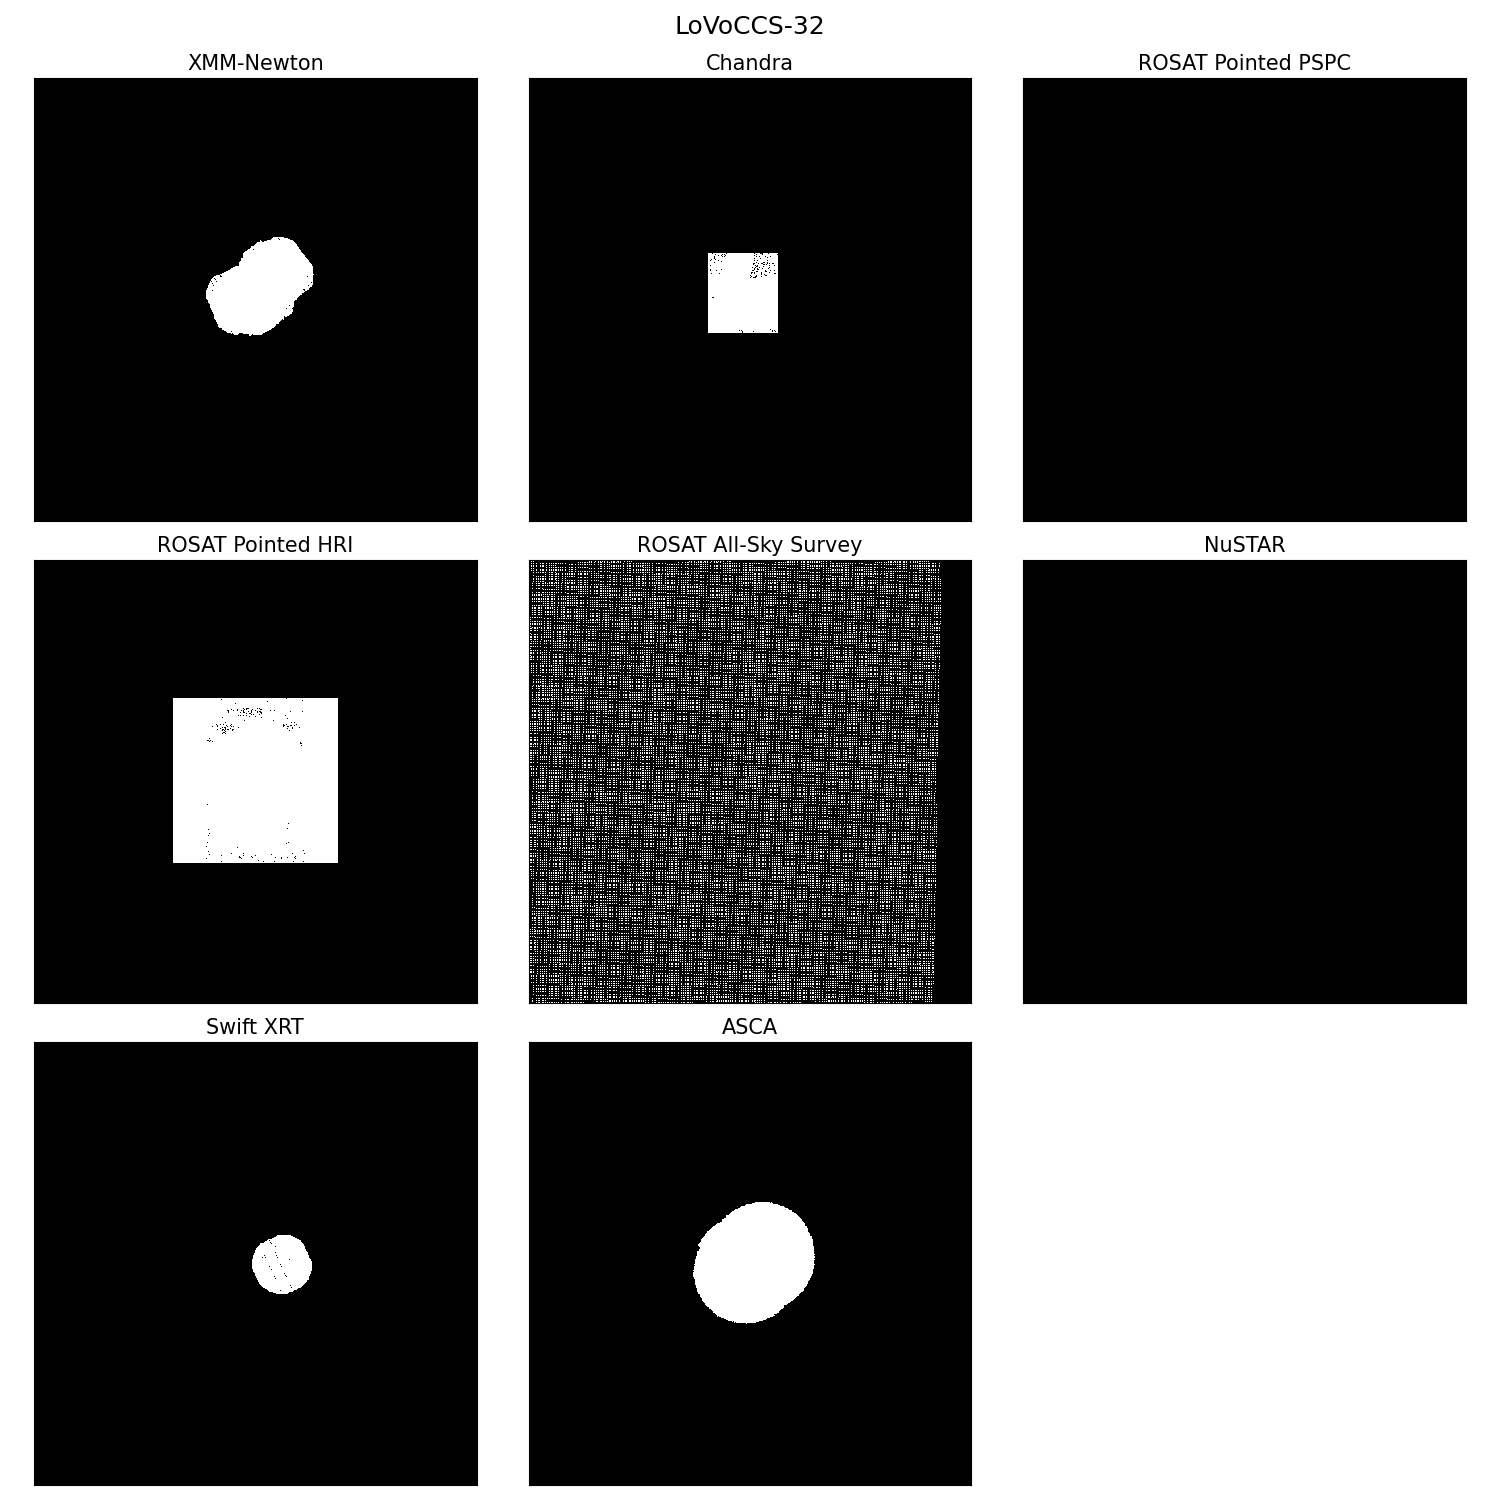 LoVoCCS-32
XMM-Newton
Chandra
ROSAT Pointed PSPC
ROSAT Pointed HRI
ROSAT All-Sky Survey
NuSTAR
Swift XRT
ASCA